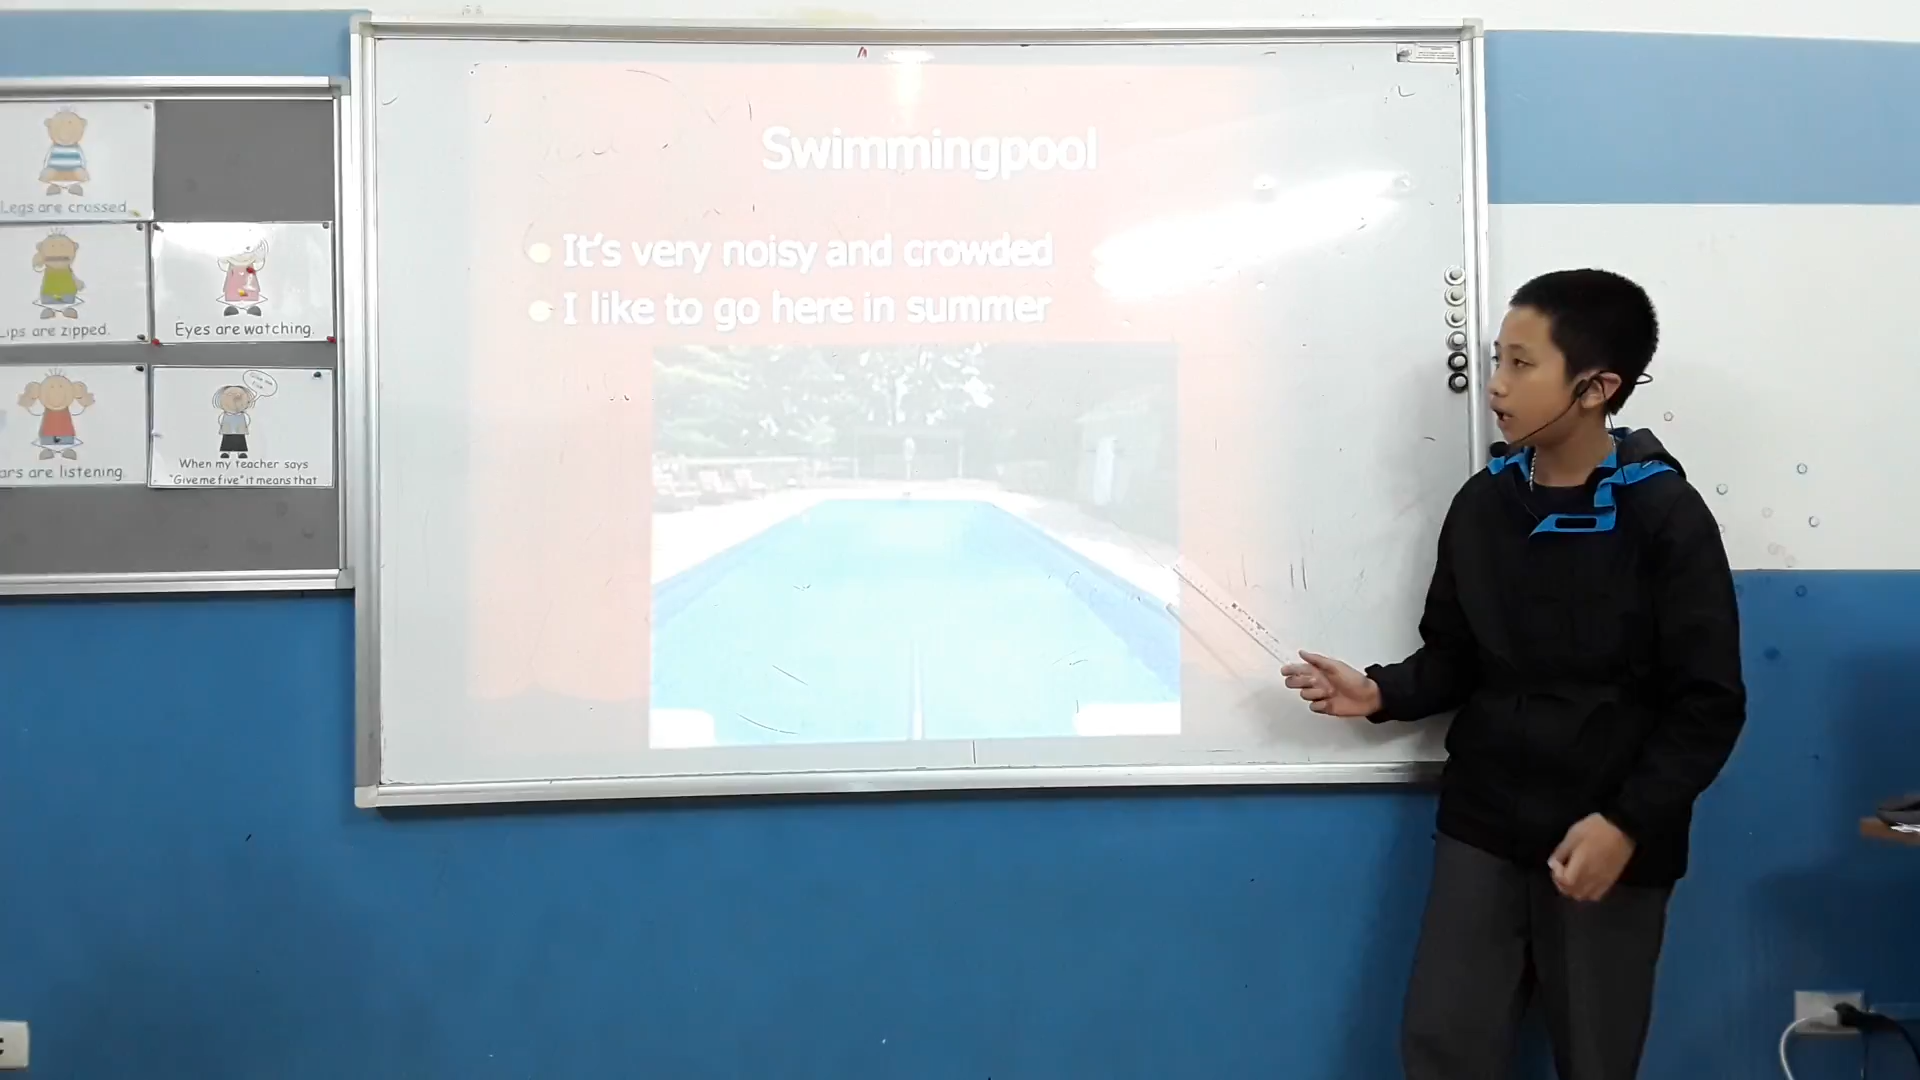 Swimmingpool
It's very noisy and crowded
I like to go here in summer
Legs are crossed
Lips are zipped.
Eyes are watching.
ars are listening.
When my teacher says
"Give me five" it means that